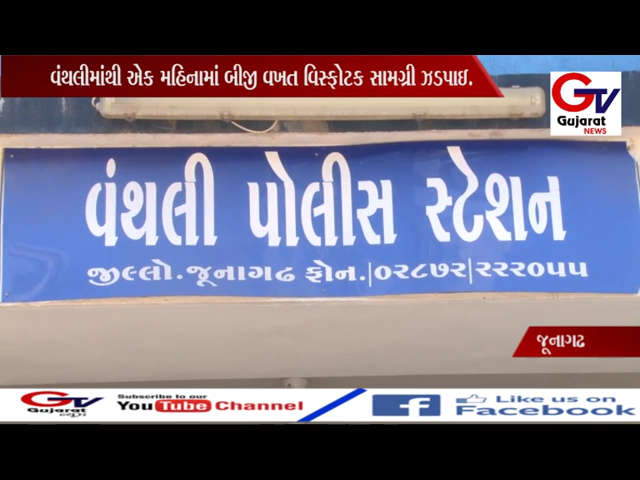 વંથલીમાંથી એક મહિનામાં બીજી વખત વિસ્ફોટક સામગ્રી ઝડપાઇ.
GTV
Gujarat
NEWS
વંથલી પોલીસ સ્ટેશન
જીલ્લો.જૂનાગઢ ફોન.|૦૨૮૭૨|૨૨૨૦૫૫
જૂનાગઢ
GTV
Gujarat
ન્યૂઝ
Subscribe to our
YouTube Channel
Like us on
Facebook